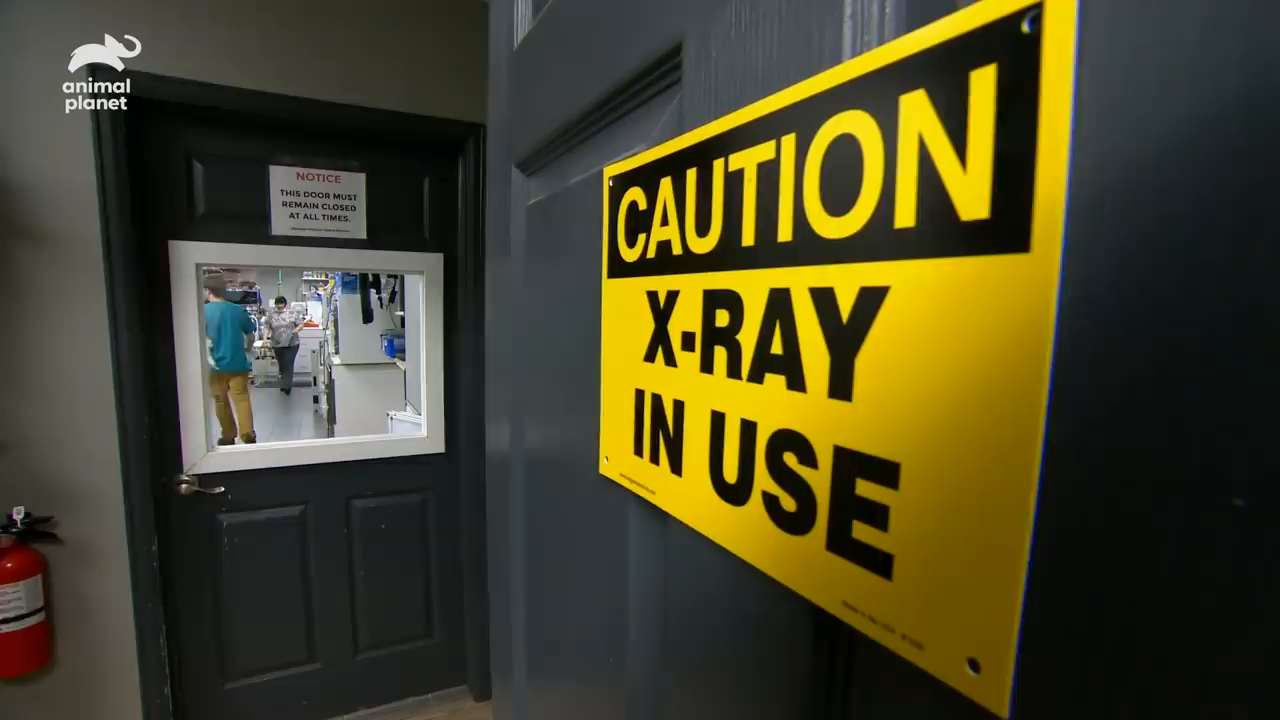 animal
planet
NOTICE
THIS DOOR MUST
REMAIN CLOSED
AT ALL TIMES.
CAUTION
X-RAY
IN USE